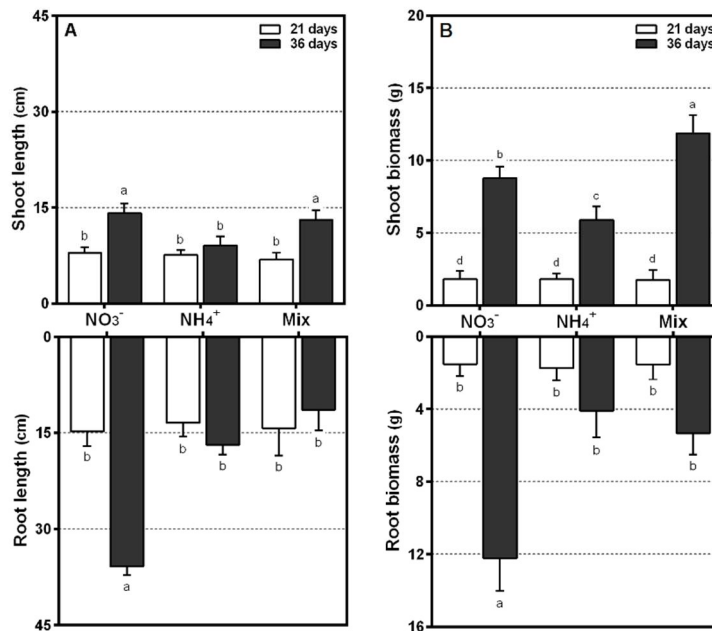 A
21 days
36 days
Shoot length (cm)
45
30
15
0
b
a
b
b
b
a
NO₃⁻
NH₄⁺
Mix
Root length (cm)
0
15
30
45
b
a
b
b
b
b
B
21 days
36 days
Shoot biomass (g)
20
15
10
5
0
d
b
d
c
d
a
NO₃⁻
NH₄⁺
Mix
Root biomass (g)
0
4
8
12
16
b
a
b
b
b
b